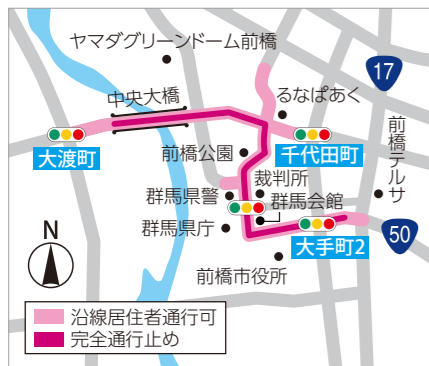 ヤマダグリーンドーム前橋
17
中央大橋
るなぱあく
大渡町
前橋公園
千代田町
前橋テルサ
裁判所
群馬県警
群馬会館
群馬県庁
大手町2
50
N
前橋市役所
沿線居住者通行可
完全通行止め